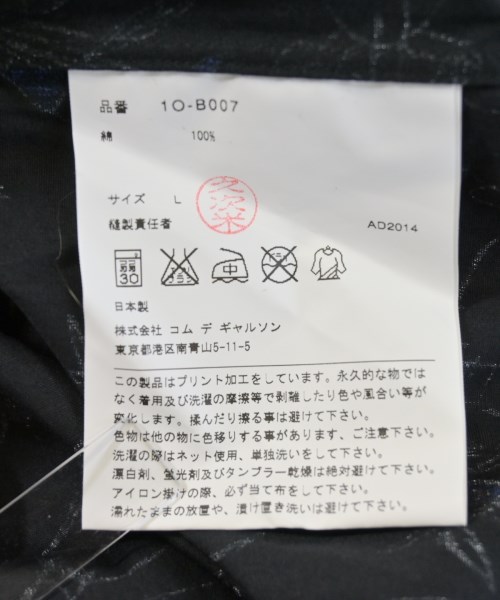 品番 1O-B007
綿 100%
サイズ L
縫製責任者
AD2014
30
中
日本製
株式会社 コム デ ギャルソン
東京都港区南青山5-11-5
この製品はプリント加工をしています。永久的な物では
なく着用及び洗濯の摩擦等で剥離したり色や風合い等が
変化します。揉んだり擦る事は避けて下さい。
色物は他の物に色移りする事があります、ご注意下さい。
洗濯の際はネット使用、単独洗いをして下さい。
漂白剤、蛍光剤及びタンブラー乾燥は絶対避けて下さい。
アイロン掛けの際、必ず当て布をして下さい。
濡れたままの放置や、漬け置き洗いは避けて下さい。